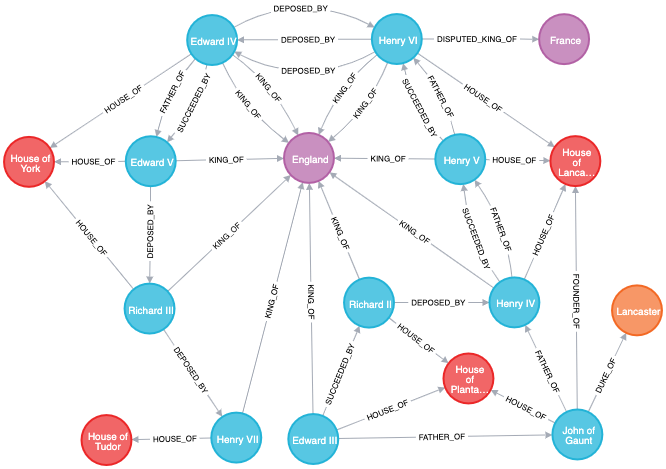 DEPOSED_BY
Edward IV
DEPOSED_BY
Henry VI
DISPUTED_KING_OF
France
DEPOSED_BY
HOUSE_OF
FATHER_OF
SUCCEEDED_BY
KING_OF
KING_OF
KING_OF
KING_OF
SUCCEEDED_BY
FATHER_OF
HOUSE_OF
House of
York
HOUSE_OF
Edward V
KING_OF
England
KING_OF
Henry V
HOUSE_OF
House
of
Lanca...
HOUSE_OF
DEPOSED_BY
KING_OF
KING_OF
KING_OF
SUCCEEDED_BY
FATHER_OF
HOUSE_OF
Richard III
KING_OF
KING_OF
Richard II
DEPOSED_BY
Henry IV
FOUNDER_OF
Lancaster
DEPOSED_BY
SUCCEEDED_BY
HOUSE_OF
House
of
Planta...
FATHER_OF
DUKE_OF
HOUSE_OF
HOUSE_OF
House of
Tudor
HOUSE_OF
Henry VII
Edward III
FATHER_OF
John of
Gaunt